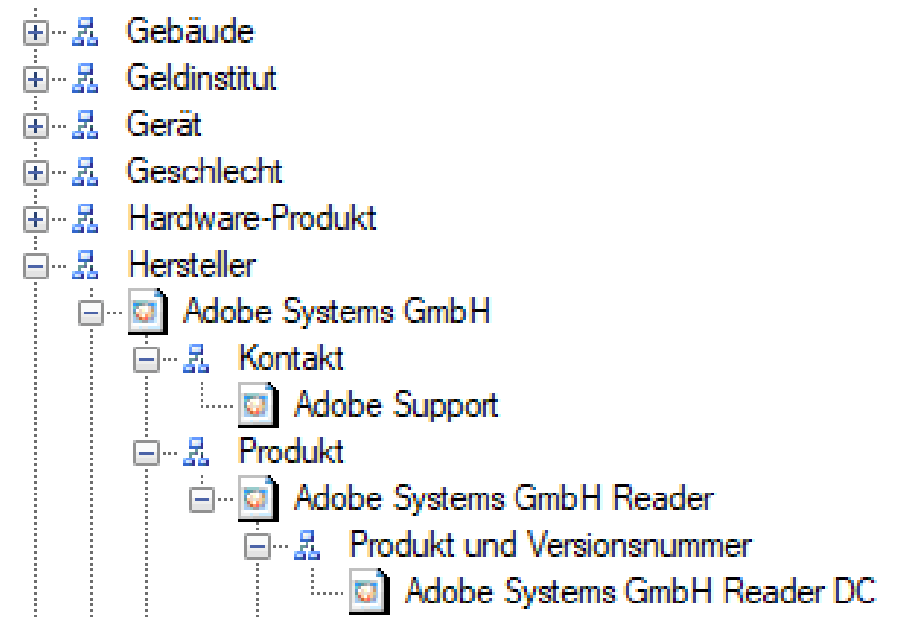 Gebäude
Geldinstitut
Gerät
Geschlecht
Hardware-Produkt
Hersteller
Adobe Systems GmbH
Kontakt
Adobe Support
Produkt
Adobe Systems GmbH Reader
Produkt und Versionsnummer
Adobe Systems GmbH Reader DC